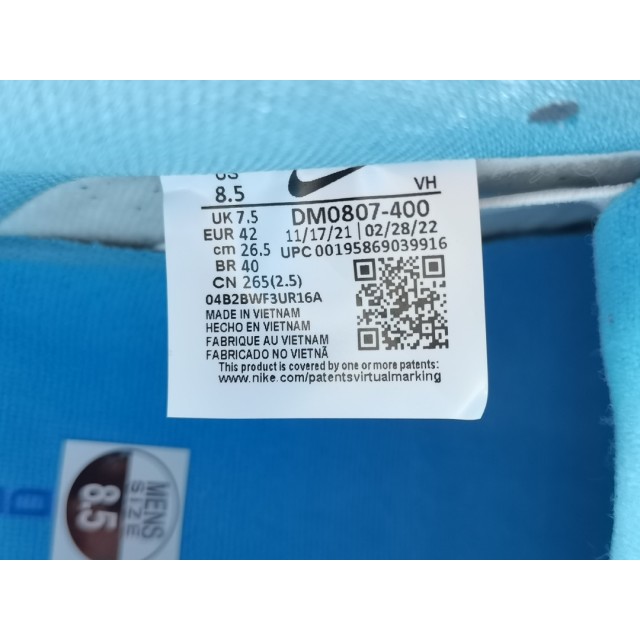 US
8.5
VH
UK 7.5
DM0807-400
EUR 42
11/17/21 | 02/28/22
cm 26.5
UPC 00195869039916
BR 40
CN 265(2.5)
04B2BWF3UR16A
MADE IN VIETNAM
HECHO EN VIETNAM
FABRIQUE AU VIETNAM
FABRICADO NO VIETNÃ
This product is covered by one or more patents:
www.nike.com/patentsvirtualmarking
MENS
SIZE
8.5